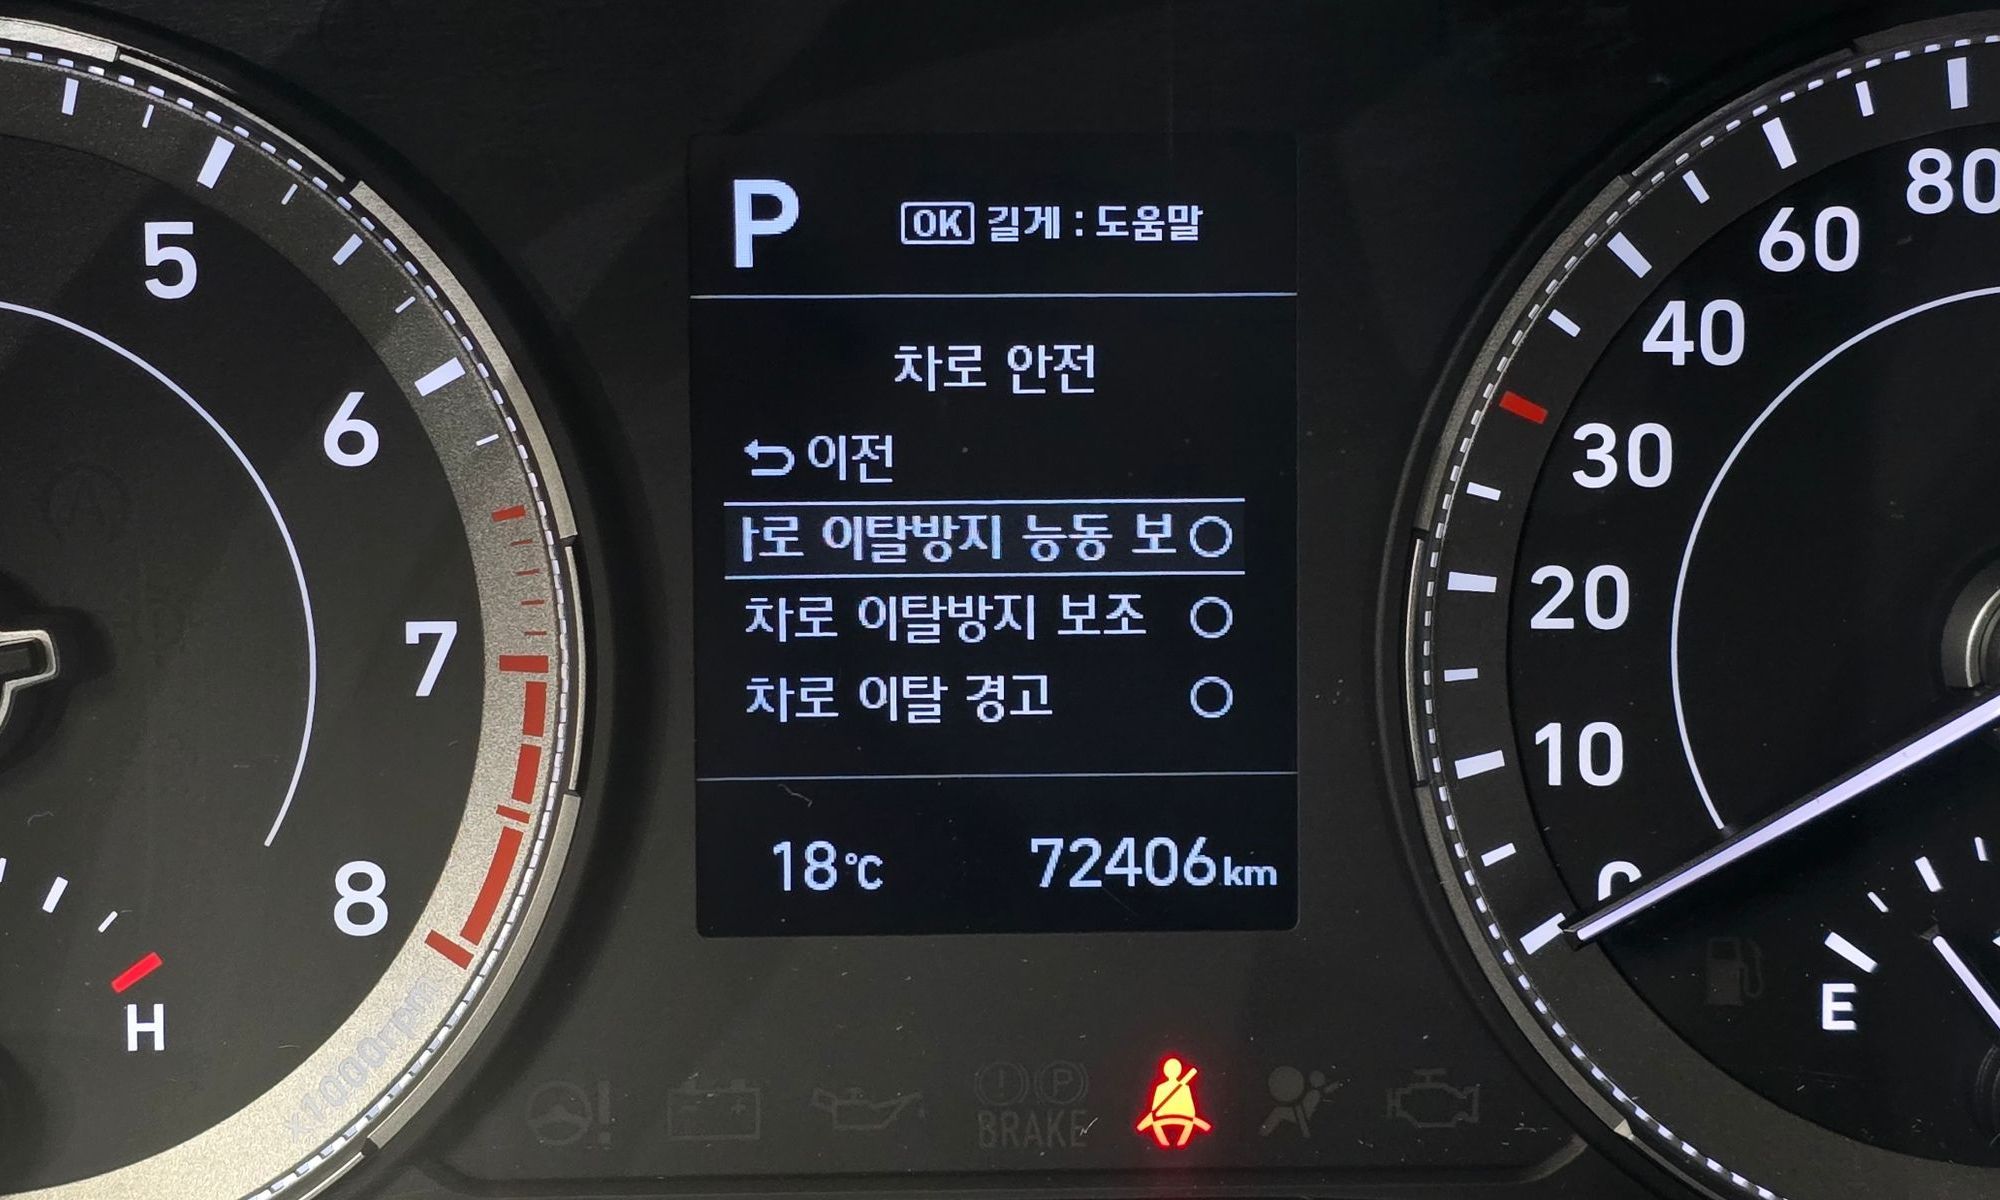 P
OK 길게 : 도움말
차로 안전
이전
로 이탈방지 능동 보
차로 이탈방지 보조
차로 이탈 경고
18℃
72406km
5
6
7
8
H
x1000rpm
80
60
40
30
20
10
0
E
BRAKE